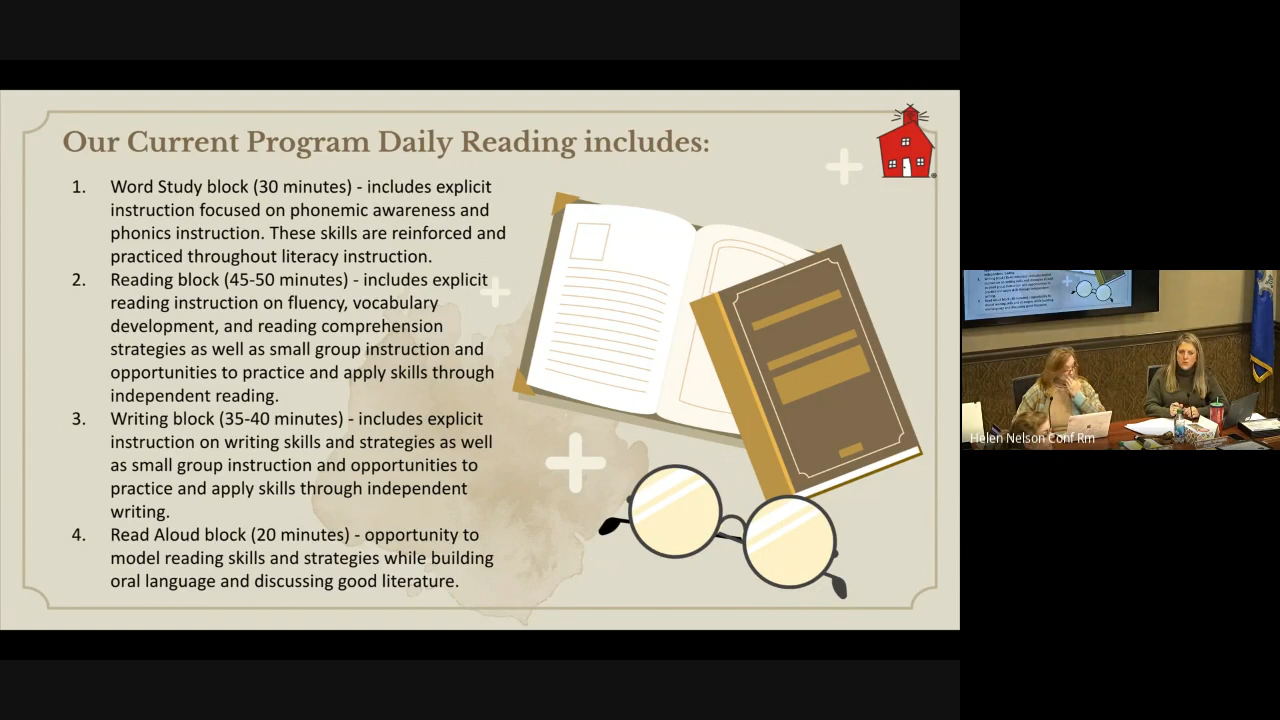 Our Current Program Daily Reading includes:
1. Word Study block (30 minutes) - includes explicit
instruction focused on phonemic awareness and
phonics instruction. These skills are reinforced and
practiced throughout literacy instruction.
2. Reading block (45-50 minutes) - includes explicit
reading instruction on fluency, vocabulary
development, and reading comprehension
strategies as well as small group instruction and
opportunities to practice and apply skills through
independent reading.
3. Writing block (35-40 minutes) - includes explicit
instruction on writing skills and strategies as well
as small group instruction and opportunities to
practice and apply skills through independent
writing.
4. Read Aloud block (20 minutes) - opportunity to
model reading skills and strategies while building
oral language and discussing good literature.
Helen Nelson Conf Rm